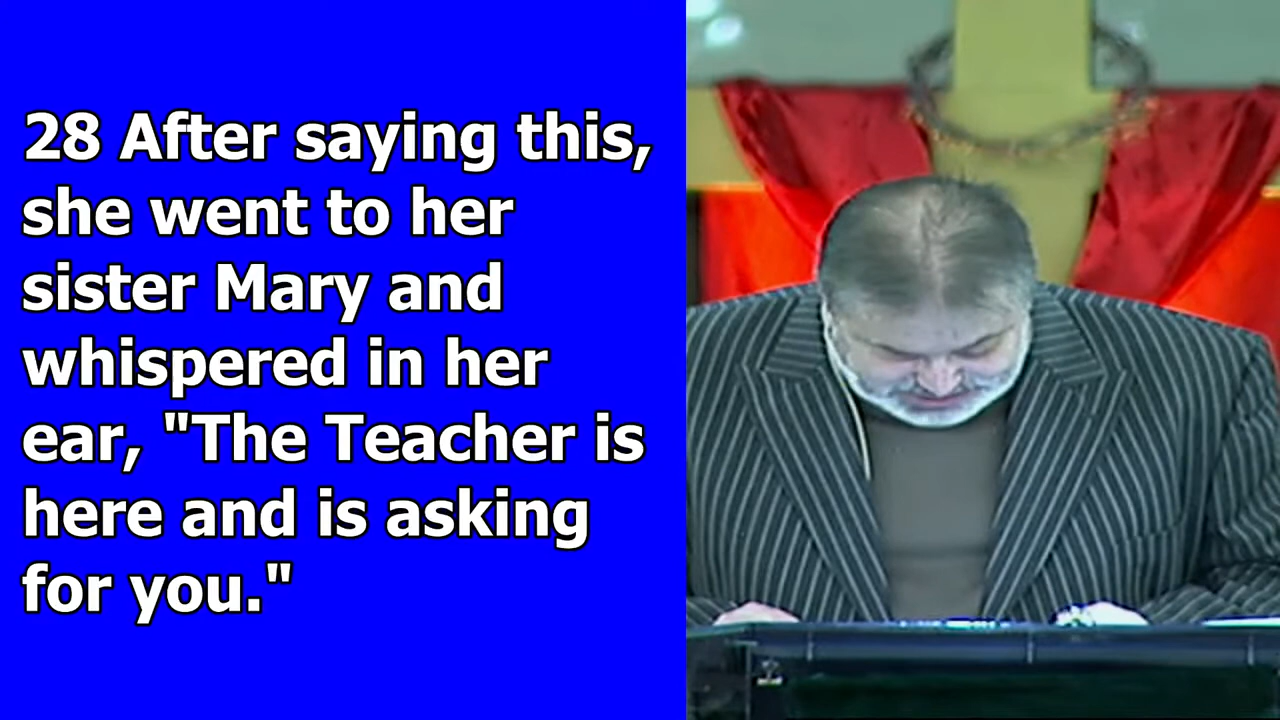 28 After saying this,
she went to her
sister Mary and
whispered in her
ear, "The Teacher is
here and is asking
for you."